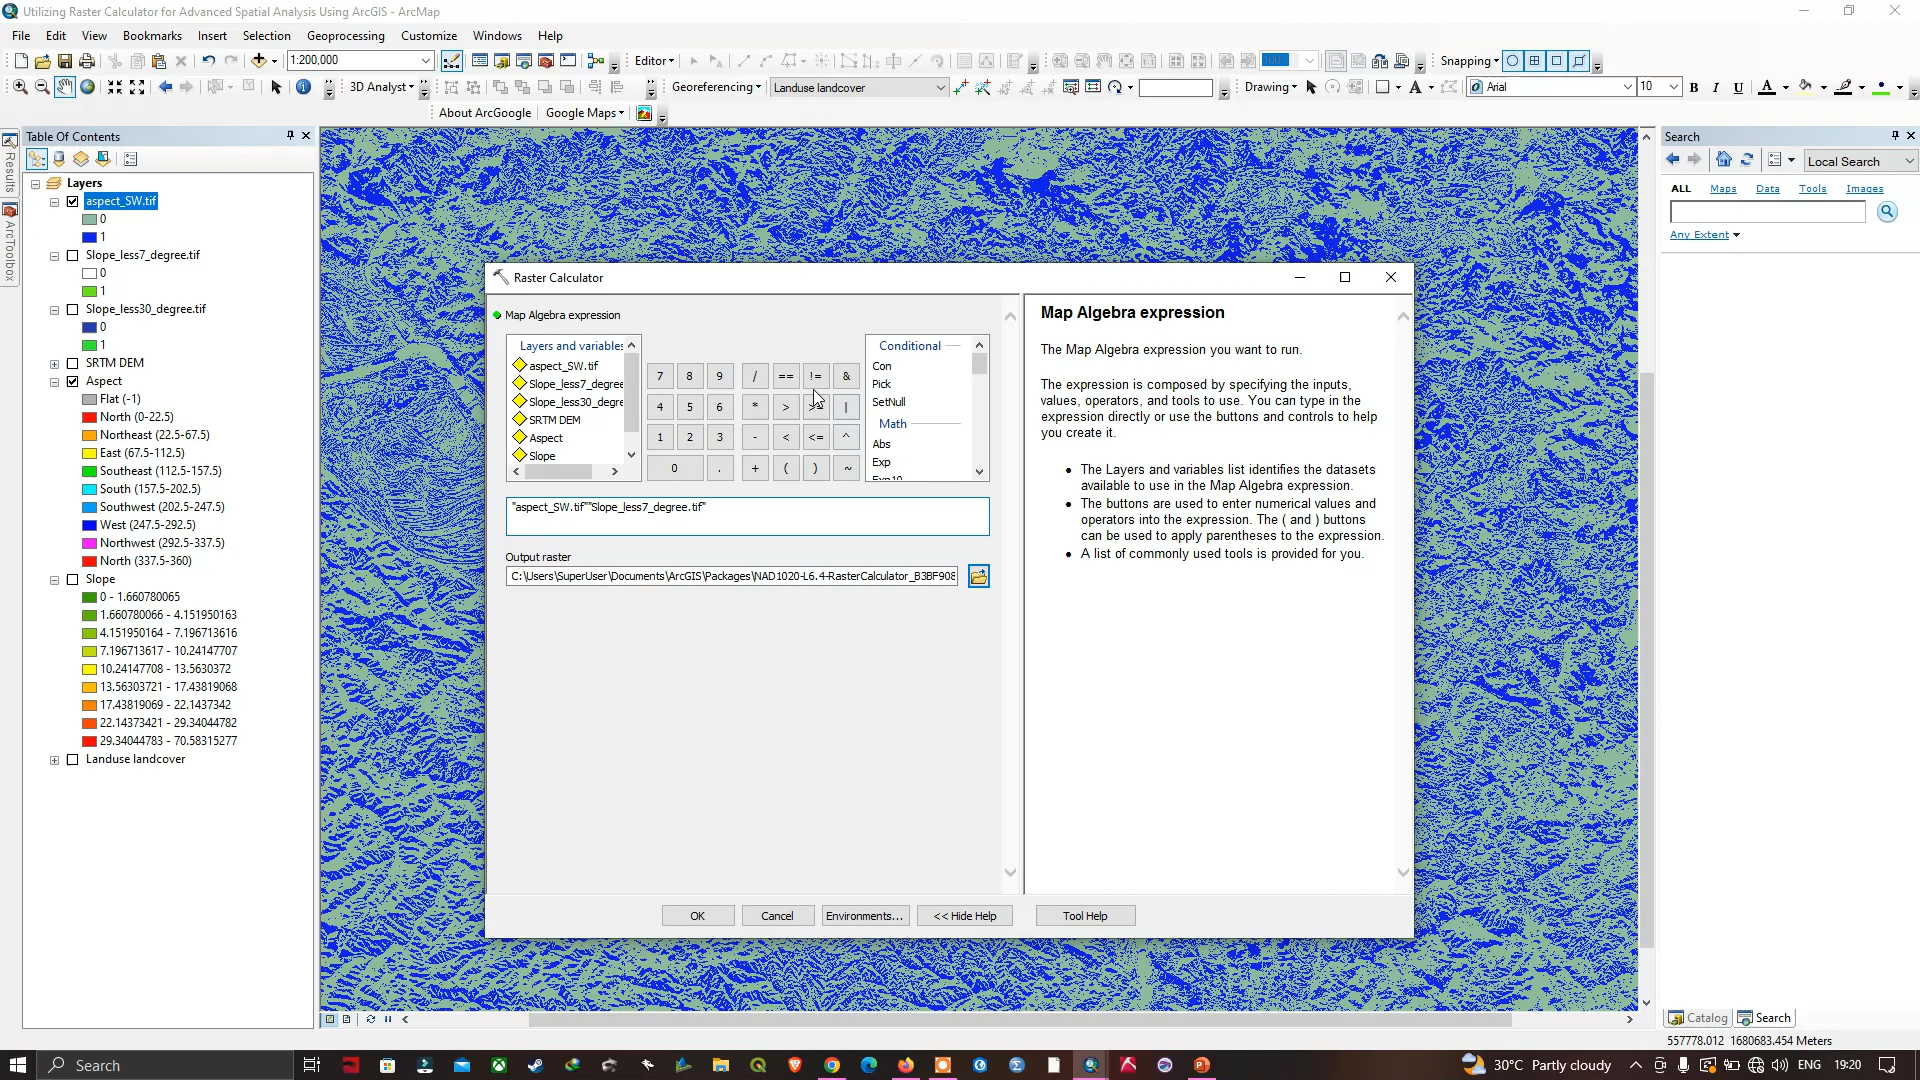 Utilizing Raster Calculator for Advanced Spatial Analysis Using ArcGIS - ArcMap
File Edit View Bookmarks Insert Selection Geoprocessing Customize Windows Help
1:200,000 Editor 100% Snapping
3D Analyst Georeferencing Landuse landcover Drawing Arial 10 B I U A
About ArcGeology
Google Maps
Results
ArcToolbox
Table Of Contents
Layers
aspect_SW.tif
0
1
Slope_less7_degree.tif
0
1
Slope_less30_degree.tif
0
1
SRTM DEM
Aspect
Flat (-1)
North (0-22.5)
Northeast (22.5-67.5)
East (67.5-112.5)
Southeast (112.5-157.5)
South (157.5-202.5)
Southwest (202.5-247.5)
West (247.5-292.5)
Northwest (292.5-337.5)
North (337.5-360)
Slope
0 - 1.660780065
1.660780066 - 4.151950163
4.151950164 - 7.196713616
7.196713617 - 10.24147707
10.24147708 - 13.5630372
13.56303721 - 17.43819068
17.43819069 - 22.1437342
22.14373421 - 29.34044782
29.34044783 - 70.58315277
Landuse landcover
Raster Calculator
Map Algebra expression
Layers and variables
aspect_SW.tif
Slope_less7_degree
Slope_less30_degre
SRTM DEM
Aspect
Slope
7 8 9 / == != &
4 5 6 * > >= |
1 2 3 - < <= ^
0 . + ( ) ~
Conditional
Con
Pick
SetNull
Math
Abs
Exp
Exp10
"aspect_SW.tif""Slope_less7_degree.tif"
Output raster
C:\Users\SuperUser\Documents\ArcGIS\Packages\NAD1020-L6.4-RasterCalculator_B3BF908
OK Cancel Environments... << Hide Help Tool Help
Map Algebra expression
The Map Algebra expression you want to run.
The expression is composed by specifying the inputs,
values, operators, and tools to use. You can type in the
expression directly or use the buttons and controls to help
you create it.
• The Layers and variables list identifies the datasets
available to use in the Map Algebra expression.
• The buttons are used to enter numerical values and
operators into the expression. The ( and ) buttons
can be used to apply parentheses to the expression.
• A list of commonly used tools is provided for you.
Search
Local Search
ALL Maps Data Tools Images
Any Extent
Catalog Search
557778.012 1680683.454 Meters
Search
30°C Partly cloudy ENG 19:20